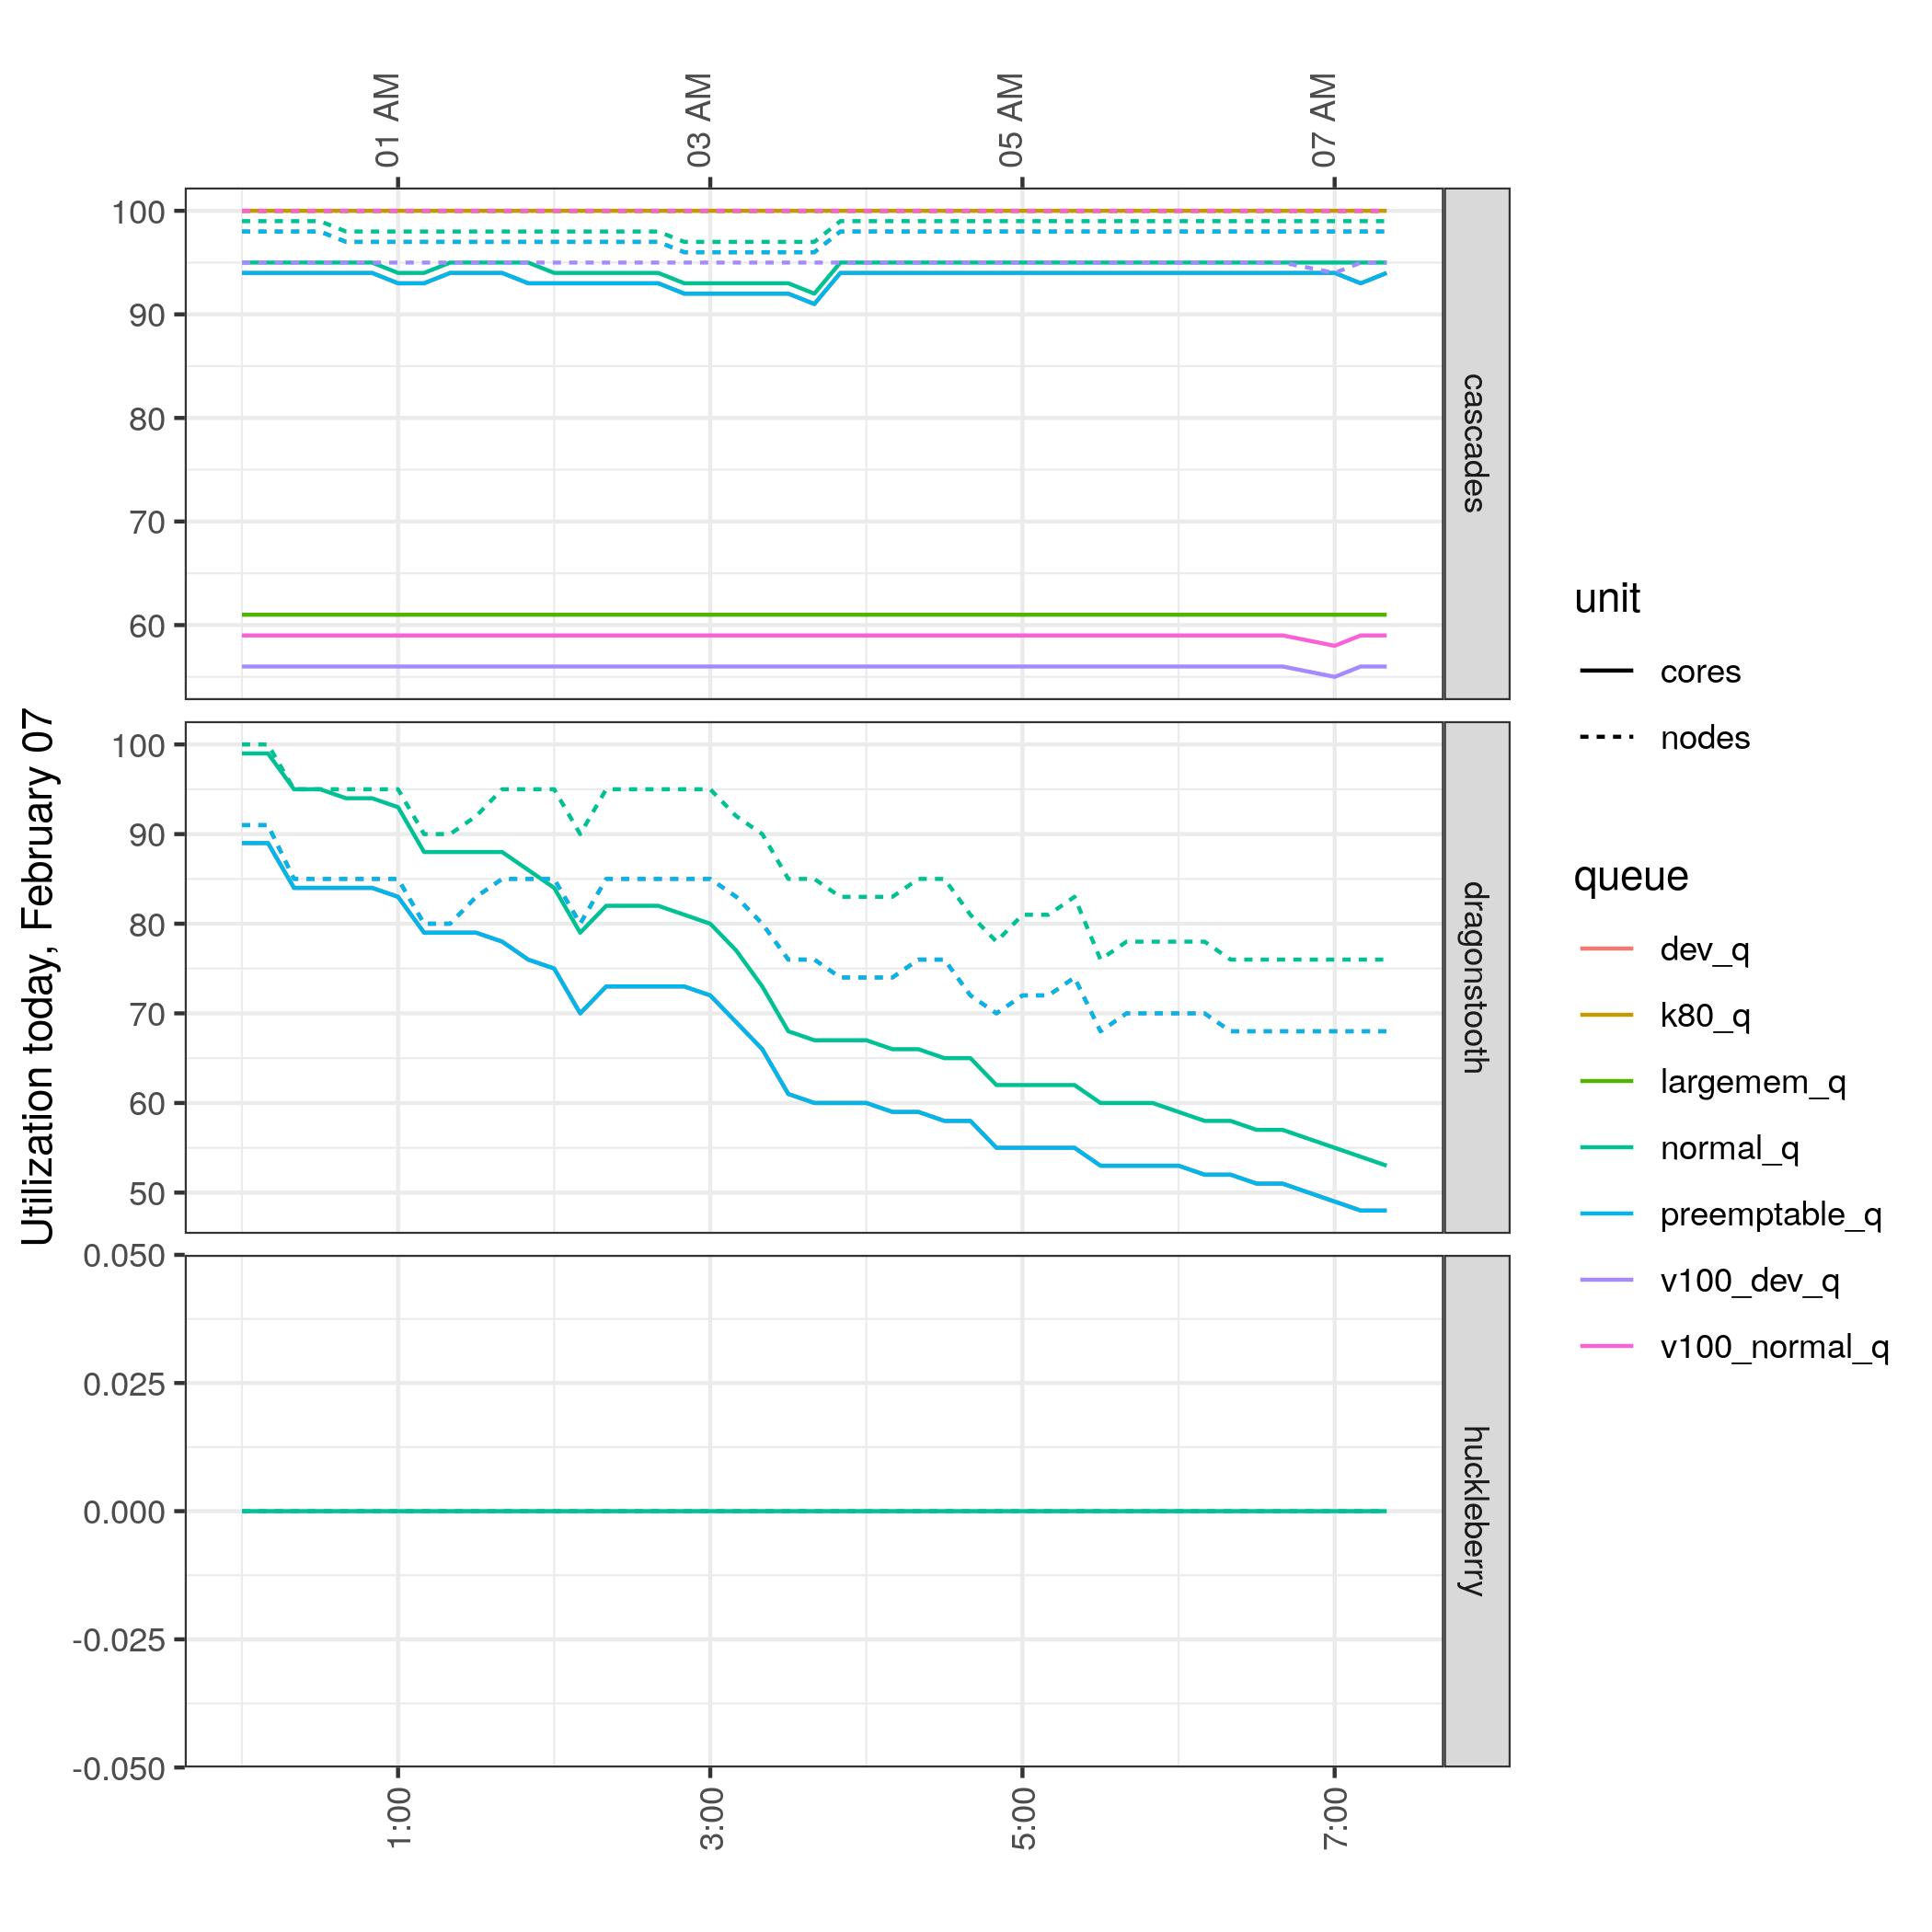 01 AM
03 AM
05 AM
07 AM
Utilization today, February 07
100
90
80
70
60
cascades
100
90
80
70
60
50
dragonstooth
0.050
0.025
0.000
-0.025
-0.050
huckleberry
1:00
3:00
5:00
7:00
unit
cores
nodes
queue
dev_q
k80_q
largemem_q
normal_q
preemptable_q
v100_dev_q
v100_normal_q